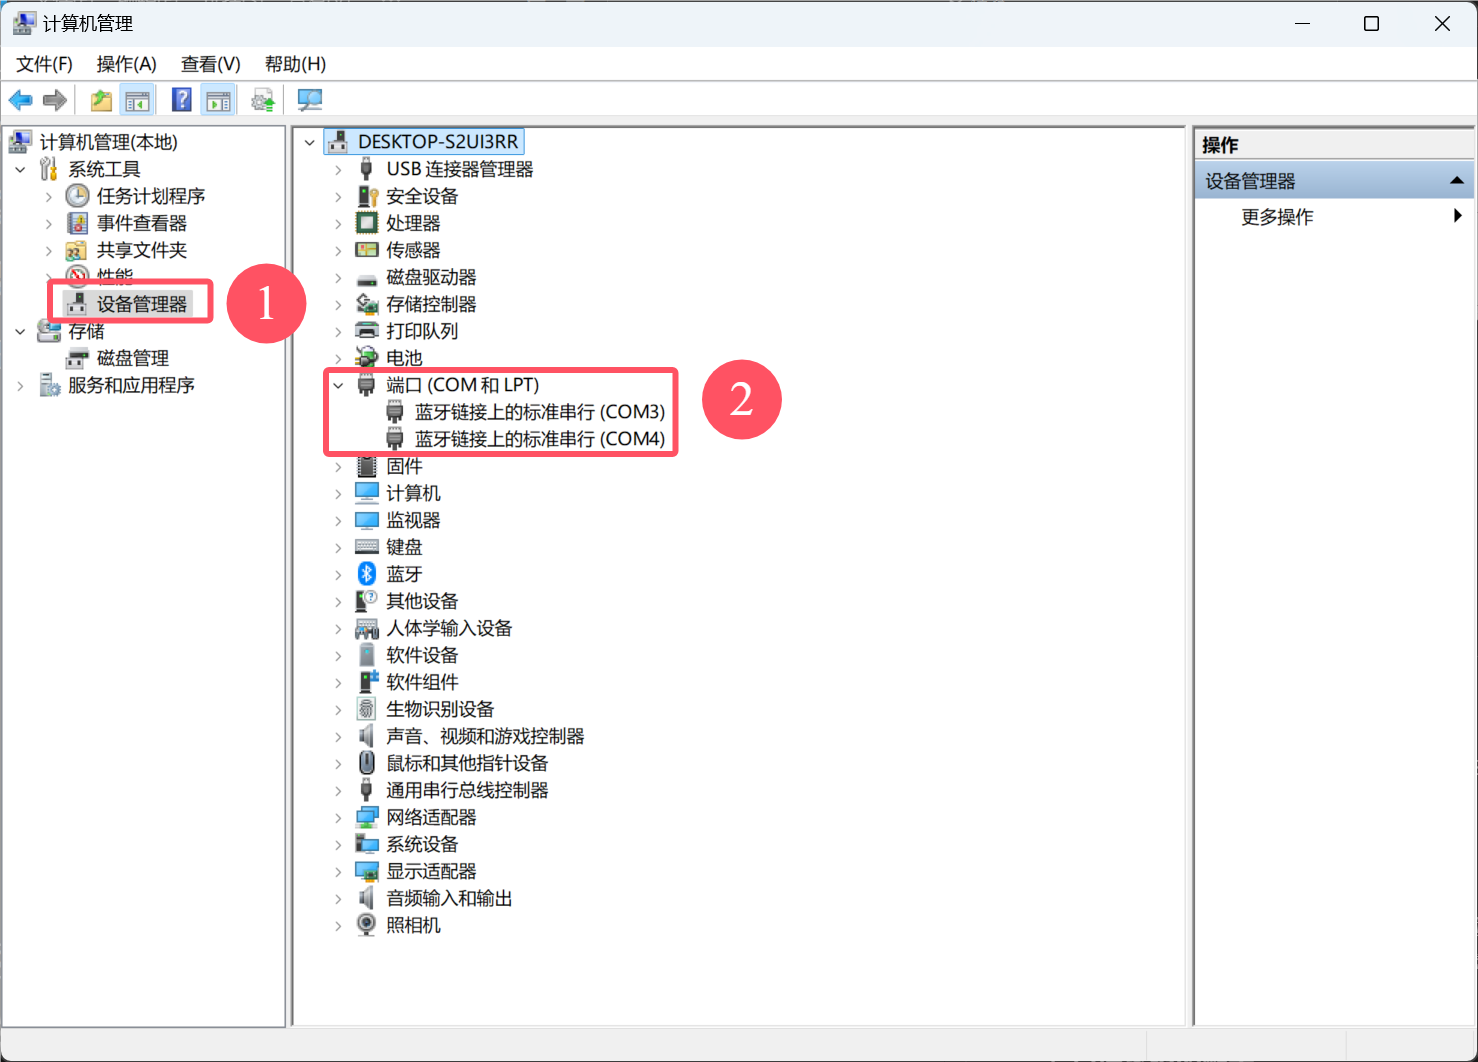 计算机管理
文件(F) 操作(A) 查看(V) 帮助(H)
计算机管理(本地)
系统工具
任务计划程序
事件查看器
共享文件夹
性能
设备管理器
存储
磁盘管理
服务和应用程序
1
DESKTOP-S2UI3RR
USB 连接器管理器
安全设备
处理器
传感器
磁盘驱动器
存储控制器
打印队列
电池
端口 (COM 和 LPT)
蓝牙链接上的标准串行 (COM3)
蓝牙链接上的标准串行 (COM4)
2
固件
计算机
监视器
键盘
蓝牙
其他设备
人体学输入设备
软件设备
软件组件
生物识别设备
声音、视频和游戏控制器
鼠标和其他指针设备
通用串行总线控制器
网络适配器
系统设备
显示适配器
音频输入和输出
照相机
操作
设备管理器
更多操作